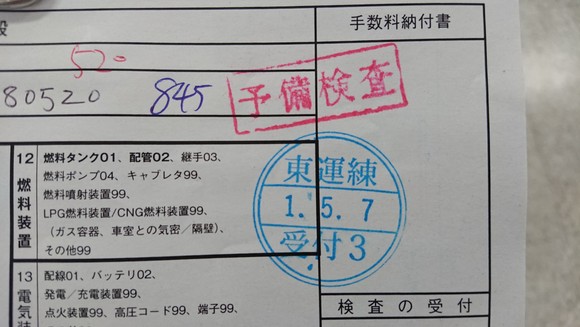 手数料納付書
520
80520 845
予備検査
12 燃料タンク01、配管02、継手03、
燃料ポンプ04、キャブレタ99、
燃料噴射装置99、
LPG燃料装置/CNG燃料装置99、
(ガス容器、車室との気密/隔壁)、
その他99
燃料装置
東運練
1.5.7
受付3
13 配線01、バッテリ02、
発電/充電装置99、
点火装置99、高圧コード99、端子99、
電気装
検査の受付